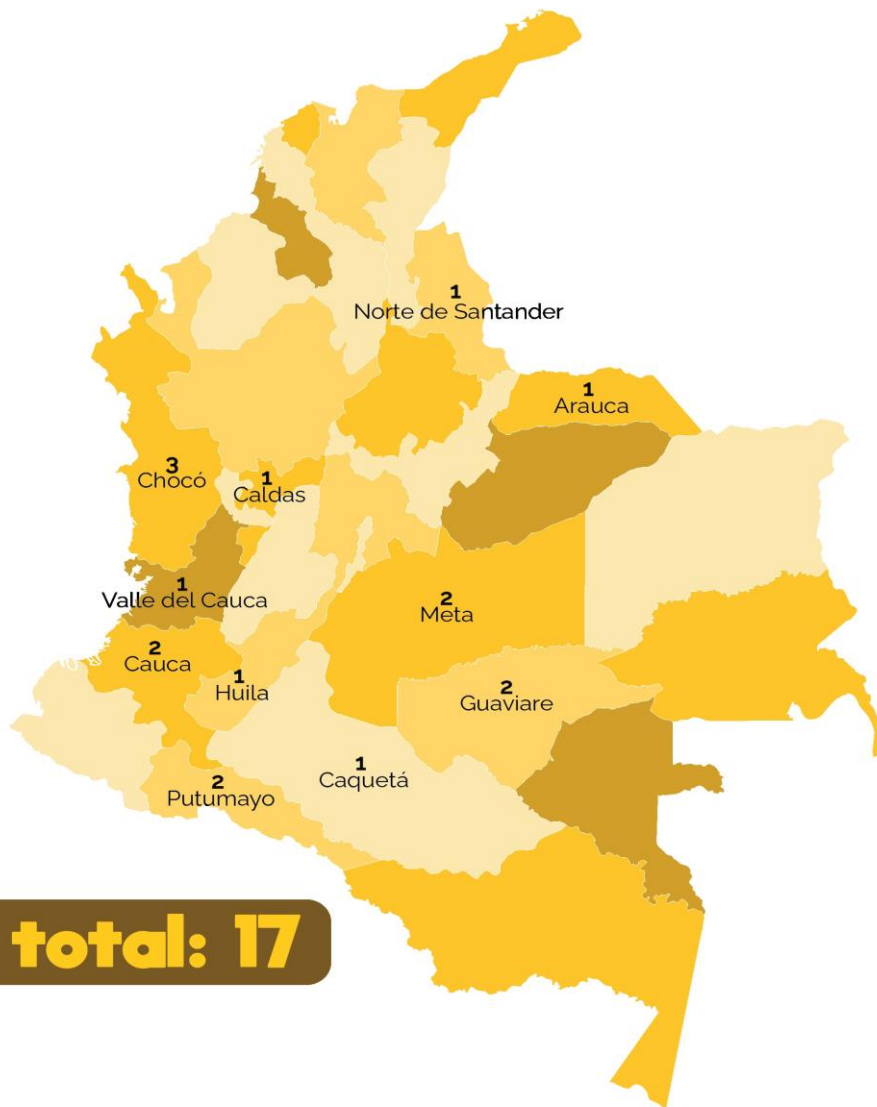 1
Norte de Santander
1
Arauca
3
Chocó
1
Caldas
1
Valle del Cauca
2
Meta
2
Cauca
1
Huila
2
Guaviare
1
Caquetá
2
Putumayo
total: 17